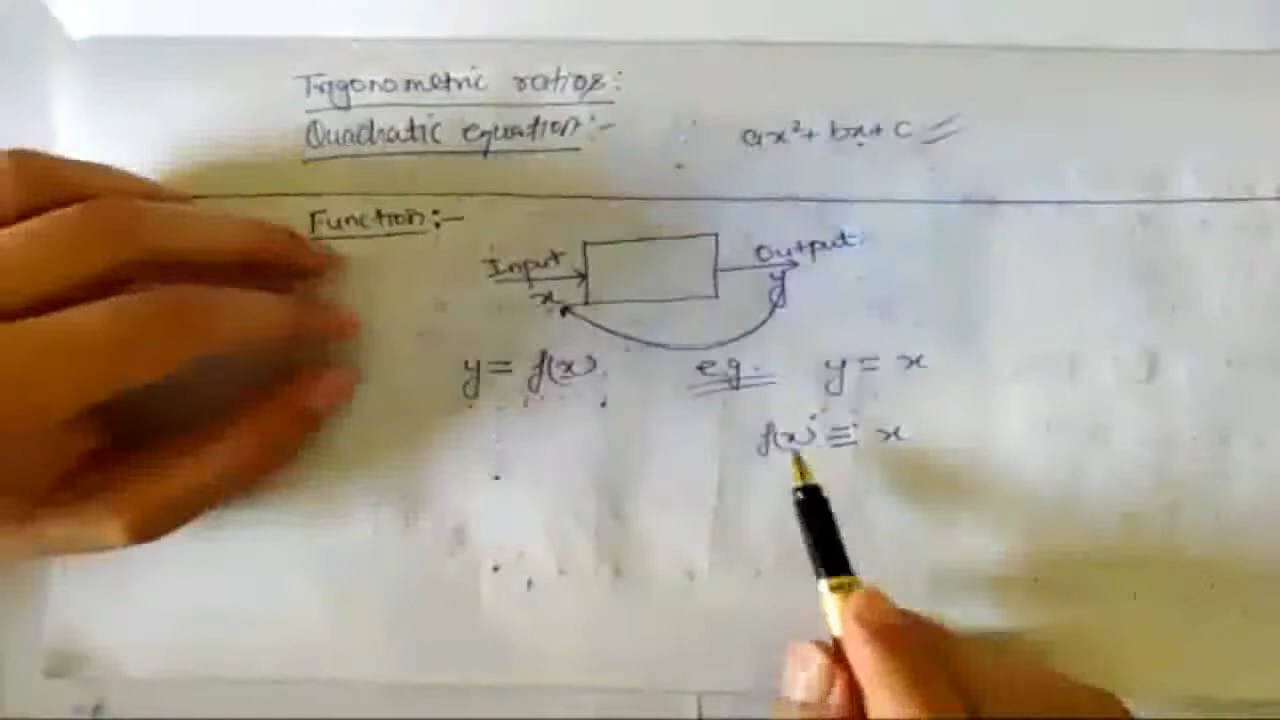 Trigonometric ratios:
Quadratic equation:-
ax²+bx+c =
Function:-
Input
x
Output
y
y = f(x).
eg. y = x
f(x) ≡ x